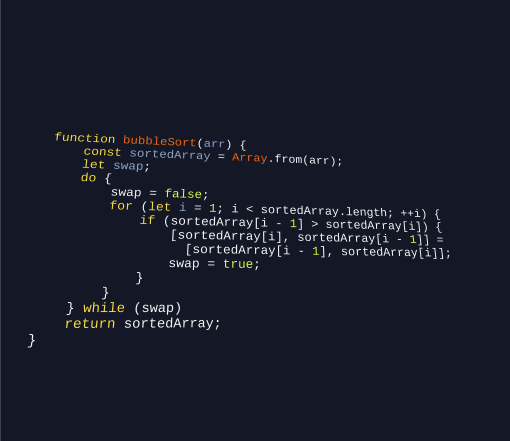 function bubbleSort(arr) {
const sortedArray = Array.from(arr);
let swap;
do {
swap = false;
for (let i = 1; i < sortedArray.length; ++i) {
if (sortedArray[i - 1] > sortedArray[i]) {
[sortedArray[i], sortedArray[i - 1]] =
[sortedArray[i - 1], sortedArray[i]];
swap = true;
}
}
} while (swap)
return sortedArray;
}